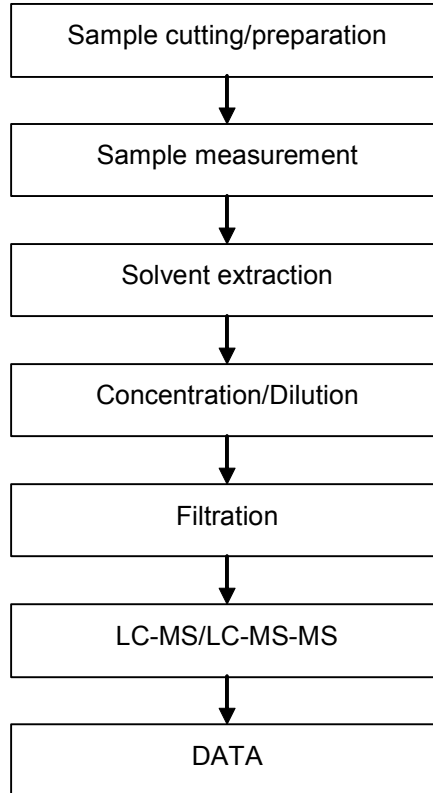 Sample cutting/preparation
Sample measurement
Solvent extraction
Concentration/Dilution
Filtration
LC-MS/LC-MS-MS
DATA